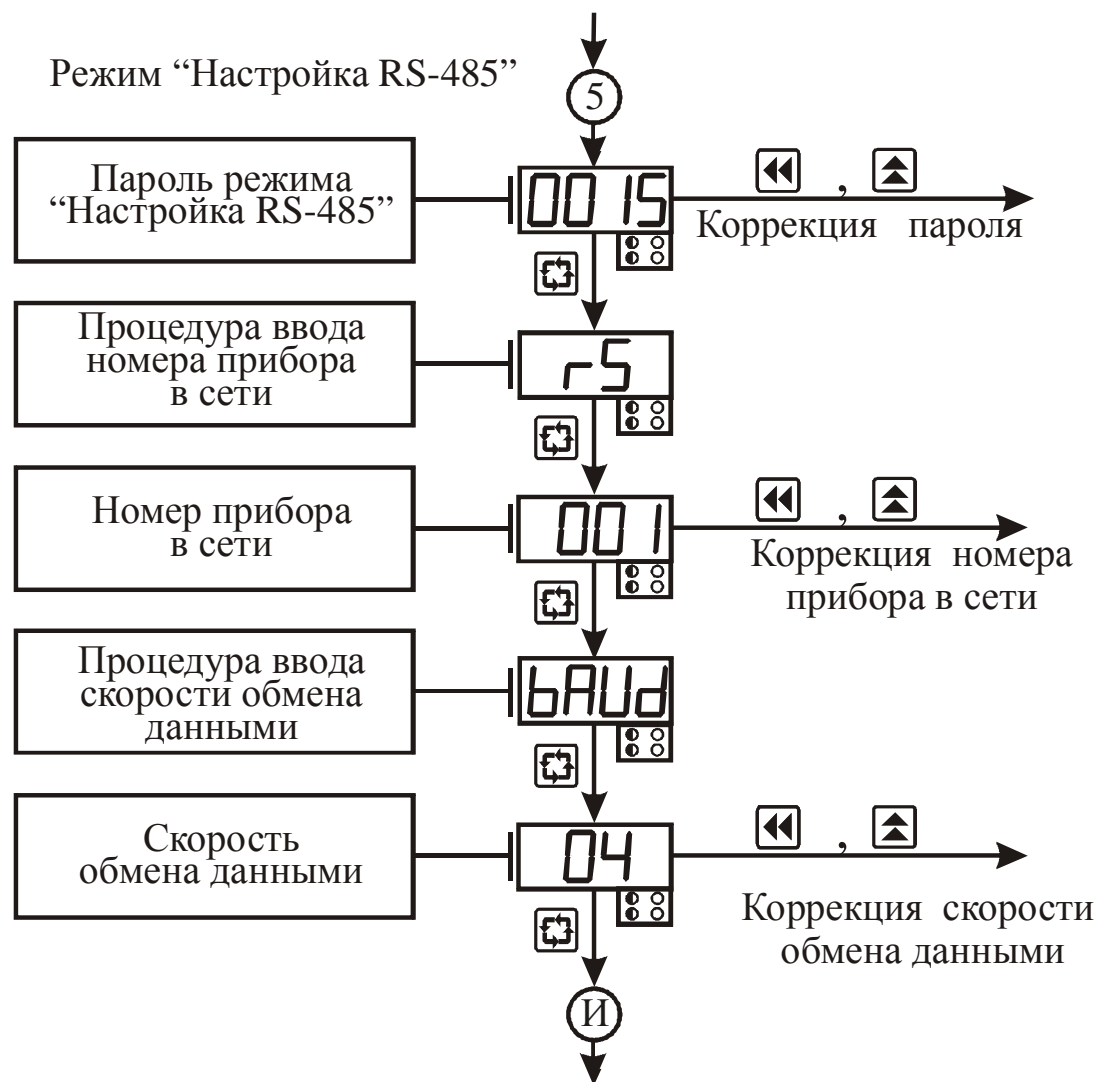 Режим “Настройка RS-485”
5
Пароль режима
“Настройка RS-485”
0015
,
Коррекция пароля
Процедура ввода
номера прибора
в сети
rS
Номер прибора
в сети
001
,
Коррекция номера
прибора в сети
Процедура ввода
скорости обмена
данными
bAUd
Скорость
обмена данными
04
,
Коррекция скорости
обмена данными
И